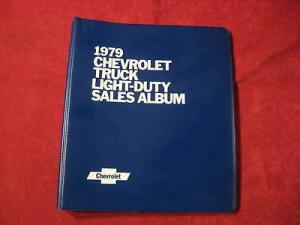 1979
CHEVROLET
TRUCK
LIGHT-DUTY
SALES ALBUM
Chevrolet